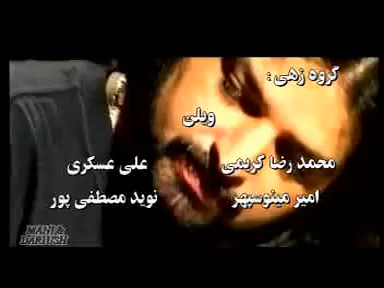 گروه زهی :
ویلن
محمد رضا کریمی علی عسکری
امیر مینوسپهر نوید مصطفی پور
MANI &
DARIUSH